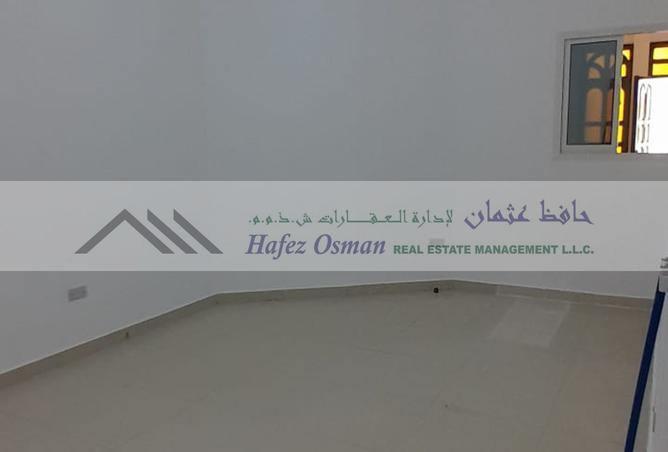 حافظ عثمان لإدارة العقارات ش.ذ.م.م.
Hafez Osman REAL ESTATE MANAGEMENT L.L.C.